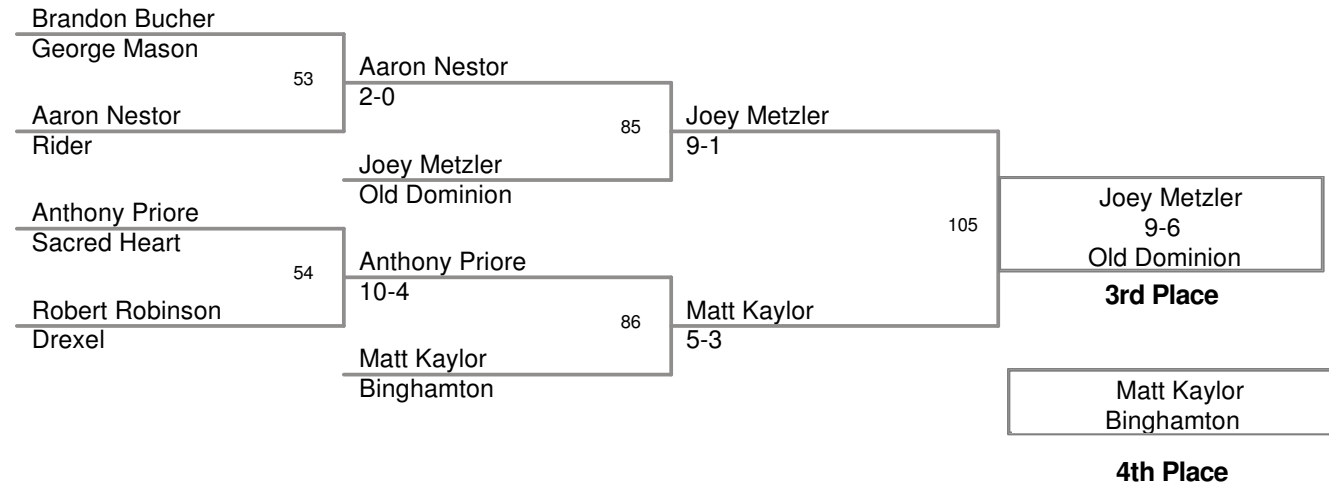 Brandon Bucher
George Mason
53
Aaron Nestor
Rider
Anthony Priore
Sacred Heart
54
Robert Robinson
Drexel
Aaron Nestor
2-0
85
Joey Metzler
Old Dominion
Anthony Priore
10-4
86
Matt Kaylor
Binghamton
Joey Metzler
9-1
105
Matt Kaylor
5-3
Joey Metzler
9-6
Old Dominion
3rd Place
Matt Kaylor
Binghamton
4th Place